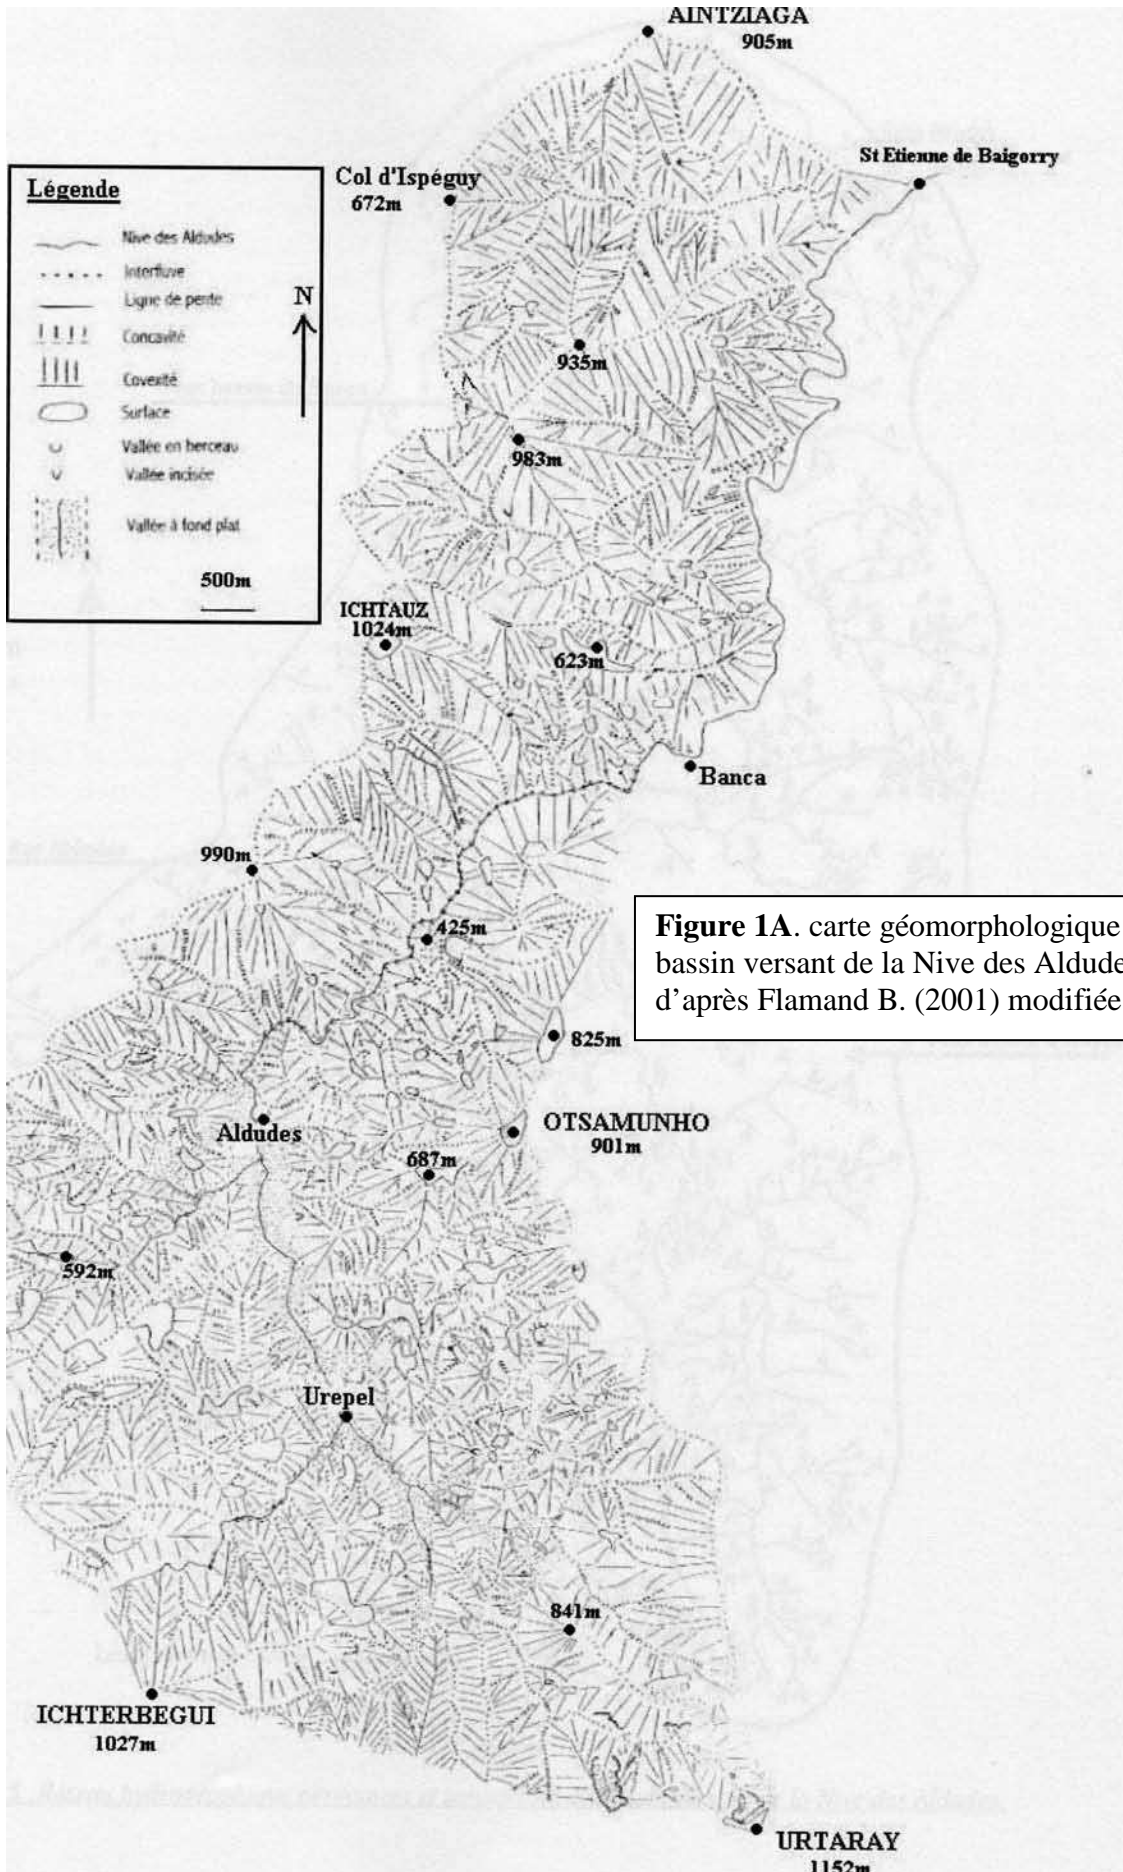 AINTZIAGA
905m
St Etienne de Baigorry
Col d'Ispéguy
672m
Légende
Nive des Aldudes
Interfluve
Ligne de pente
Concavité
Covexité
Surface
Vallée en berceau
Vallée incisée
Vallée à fond plat
500m
N
935m
983m
ICHTAUZ
1024m
623m
Banca
990m
425m
Figure 1A. carte géomorphologique
bassin versant de la Nive des Aldude
d'après Flamand B. (2001) modifiée
825m
Aldudes
OTSAMUNHO
901m
687m
592m
Urepel
841m
ICHTERBEGUI
1027m
URTARAY
1152m